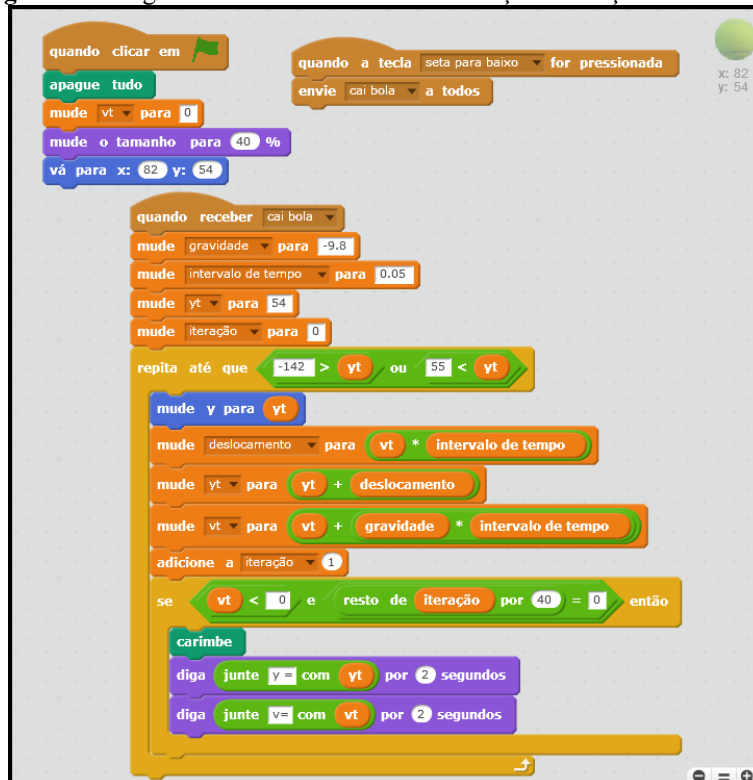 quando clicar em
apague tudo
mude vt para 0
mude o tamanho para 40 %
vá para x: 82 y: 54
quando a tecla seta para baixo for pressionada
envie cai bola a todos
x: 82
y: 54
quando receber cai bola
mude gravidade para -9.8
mude intervalo de tempo para 0.05
mude yt para 54
mude iteração para 0
repita até que -142 > yt ou 55 < yt
mude y para yt
mude deslocamento para vt * intervalo de tempo
mude yt para yt + deslocamento
mude vt para vt + gravidade * intervalo de tempo
adicione a iteração 1
se vt < 0 e resto de iteração por 40 = 0 então
carimbe
diga junte y = com yt por 2 segundos
diga junte v= com vt por 2 segundos